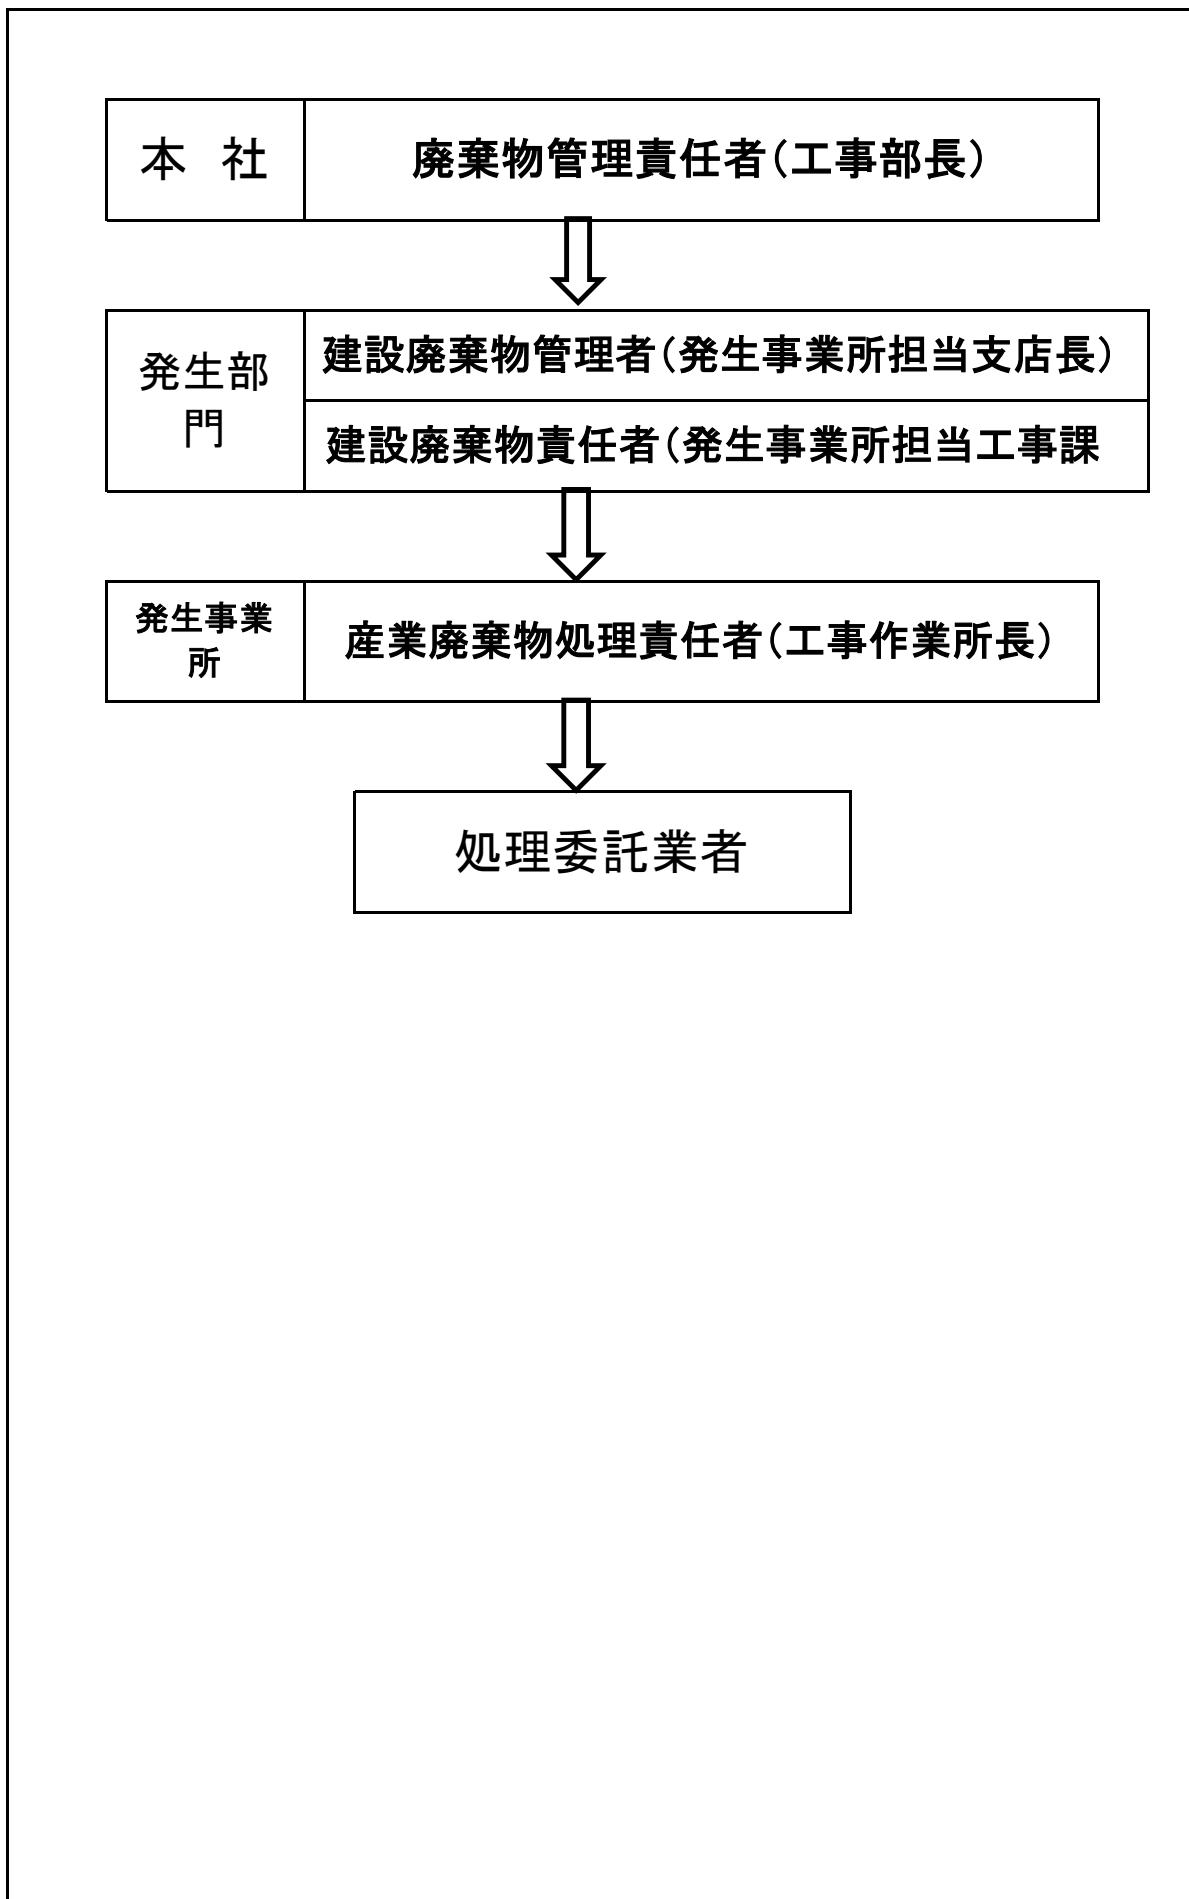 本　社
廃棄物管理責任者（工事部長）
発生部
門
建設廃棄物管理者（発生事業所担当支店長）
建設廃棄物責任者（発生事業所担当工事課
発生事業
所
産業廃棄物処理責任者（工事作業所長）
処理委託業者